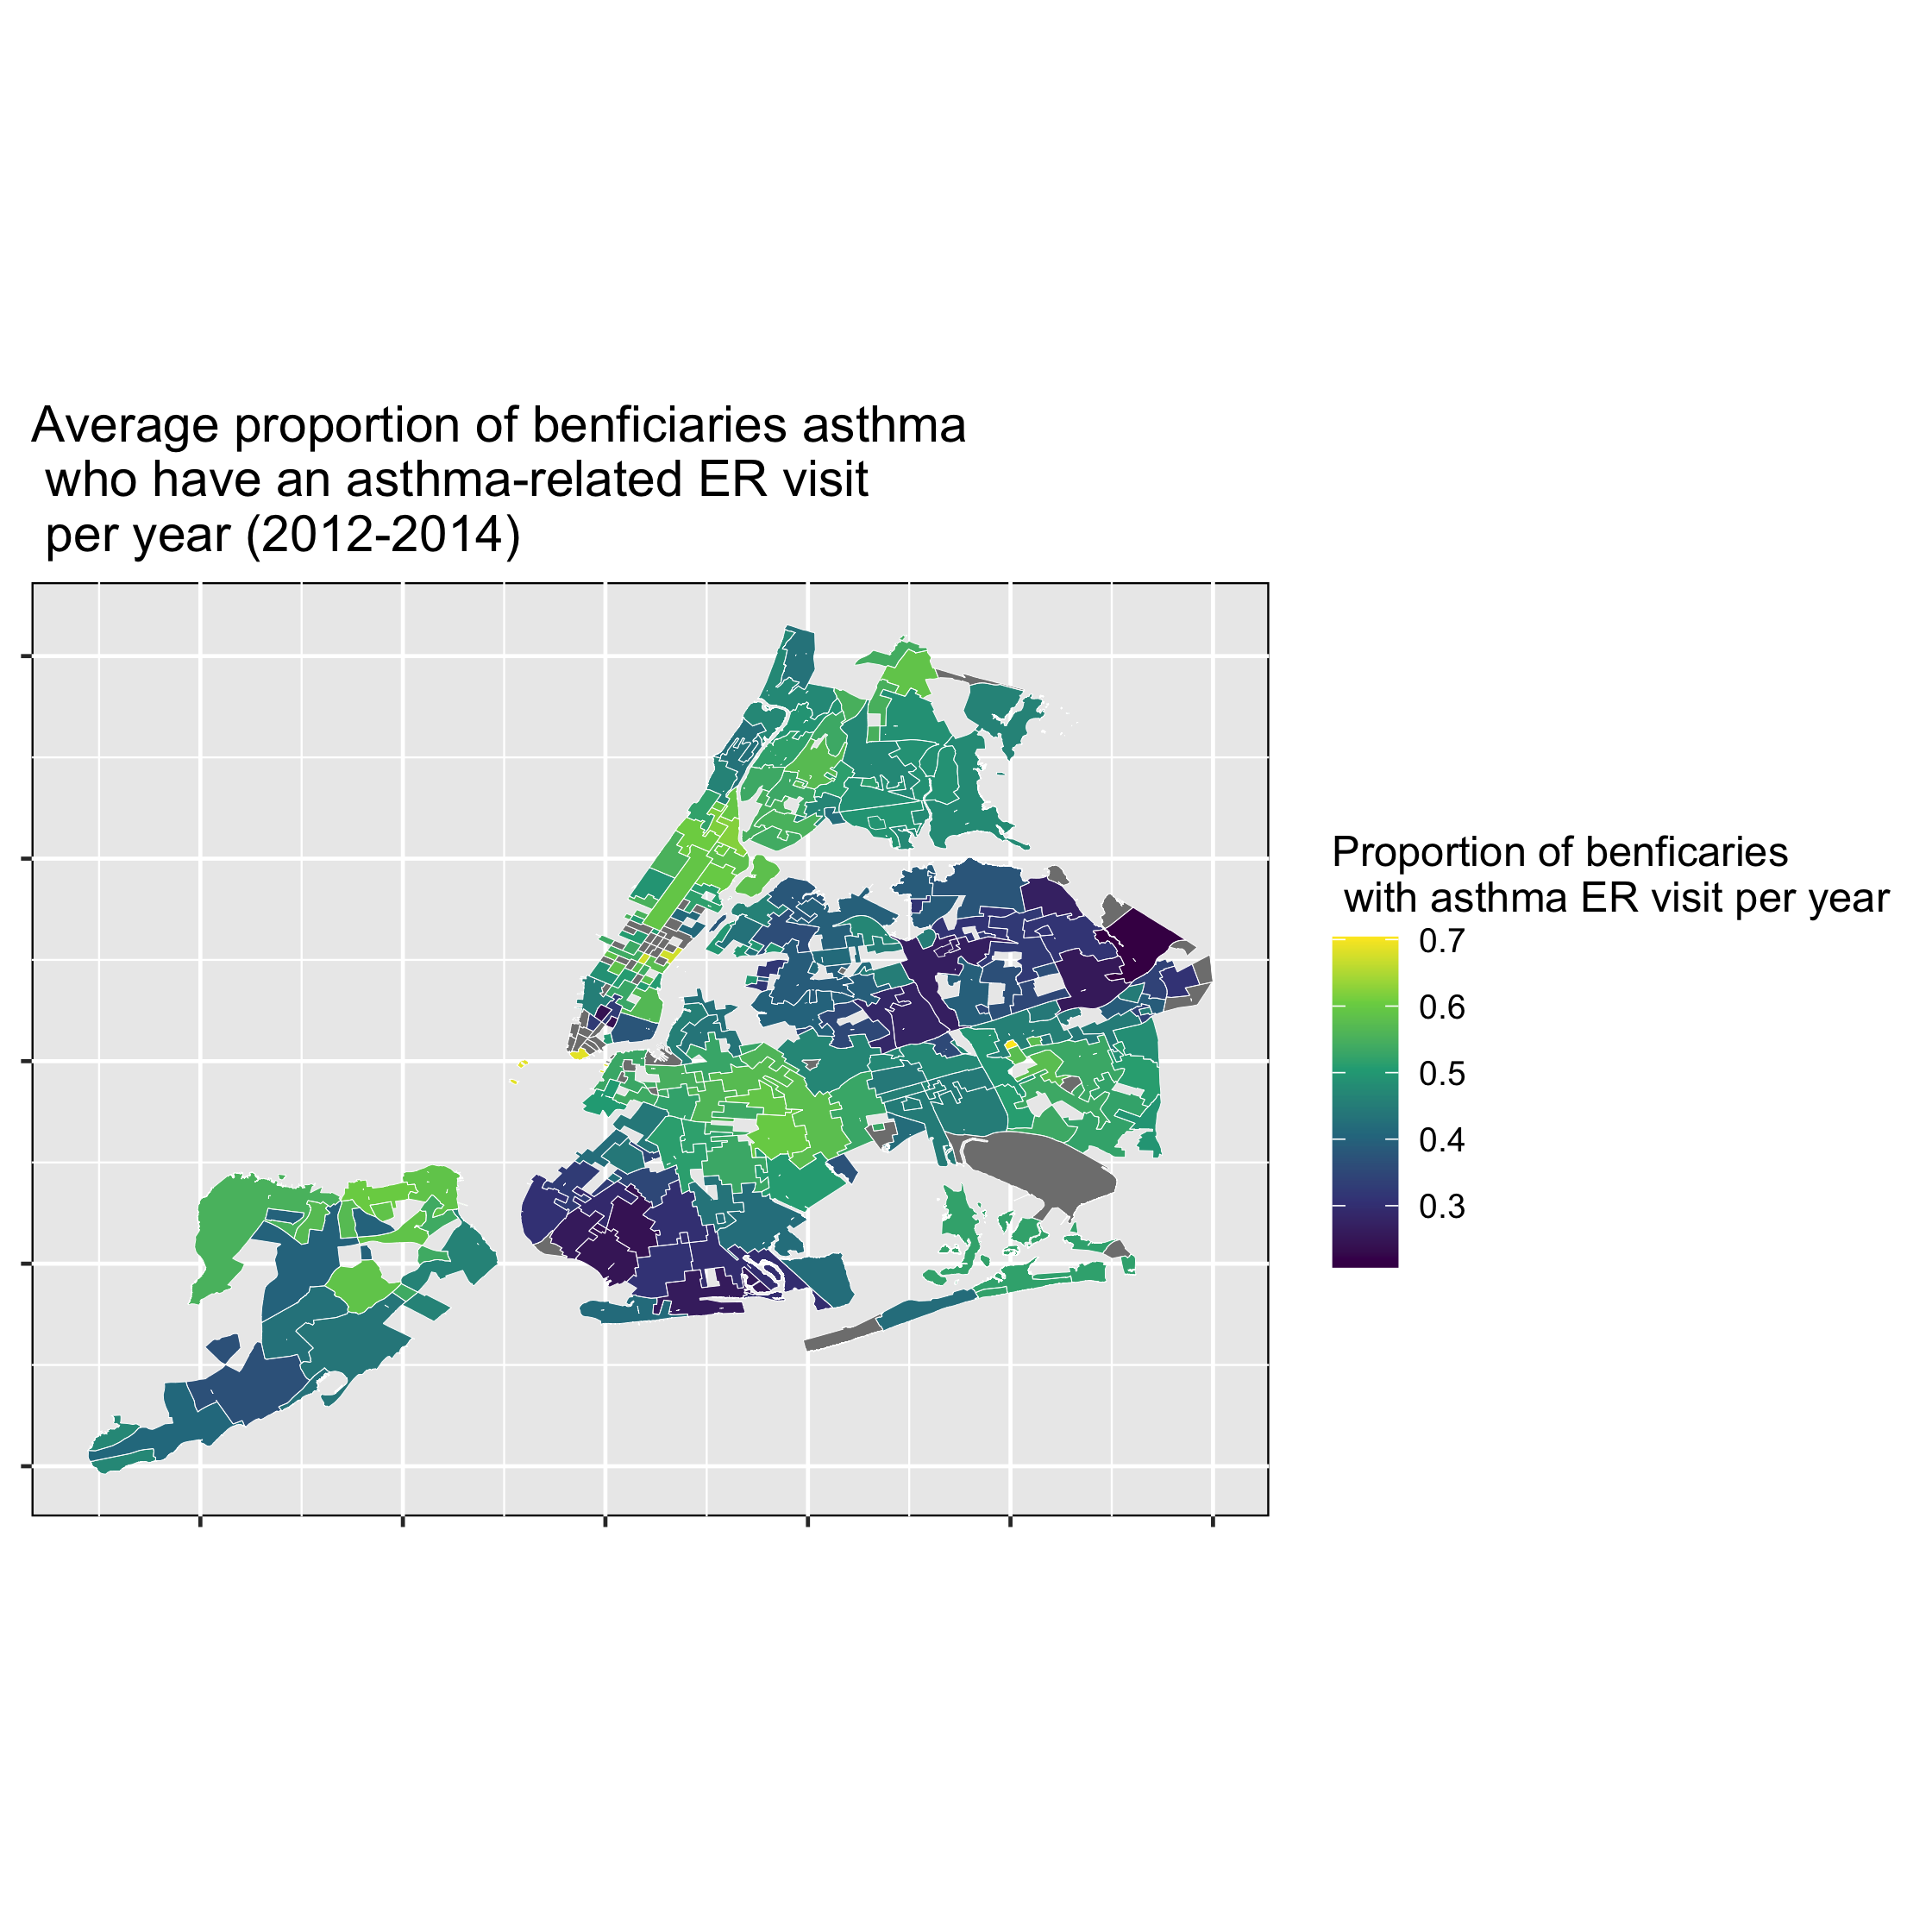 Average proportion of benficiaries asthma
who have an asthma-related ER visit
per year (2012-2014)
Proportion of benficaries
with asthma ER visit per year
0.7
0.6
0.5
0.4
0.3